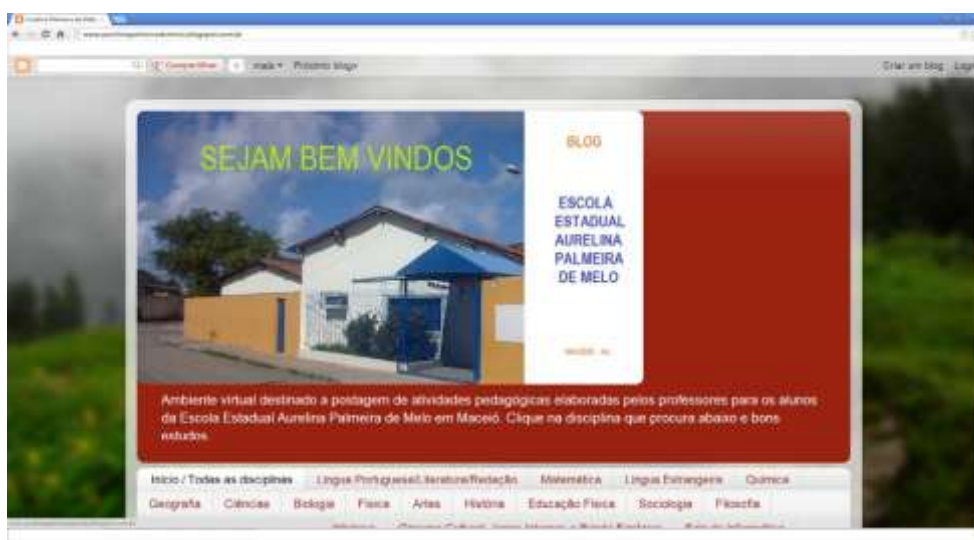 Compartilhar mais Próximo blog» Criar um blog Login
SEJAM BEM VINDOS
BLOG
ESCOLA
ESTADUAL
AURELINA
PALMEIRA
DE MELO
Ambiente virtual destinado a postagem de atividades pedagógicas elaboradas pelos professores para os alunos
da Escola Estadual Aurelina Palmeira de Melo em Maceió. Clique na disciplina que procura abaixo e bons
estudos.
Início / Todas as disciplinas Língua Portuguesa/Literatura/Redação Matemática Língua Estrangeira Química
Geografia Ciências Biologia Física Artes História Educação Física Sociologia Filosofia